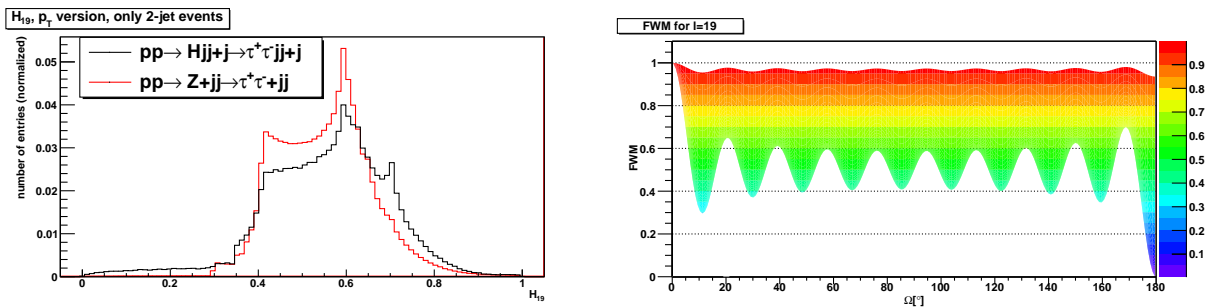 H19, pT version, only 2-jet events
number of entries (normalized)
pp→ Hjj+j→τ+τ-jj+j
pp→ Z+jj→τ+τ-+jj
0.05
0.04
0.03
0.02
0.01
0
0 0.2 0.4 0.6 0.8 1
H19
FWM for l=19
FWM
1
0.8
0.6
0.4
0.2
0
0 20 40 60 80 100 120 140 160 180
Ω[°]
0.9
0.8
0.7
0.6
0.5
0.4
0.3
0.2
0.1